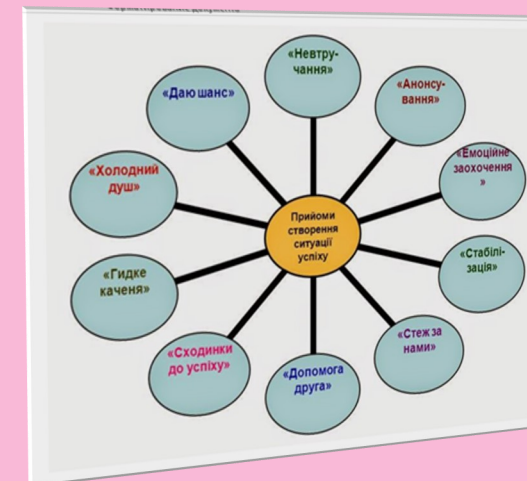 Прийоми
створення
ситуації
успіху
«Невтру-
чання»
«Анонсу-
вання»
«Емоційне
заохочення
»
«Стабілі-
зація»
«Стеж за
нами»
«Допомога
друга»
«Сходинки
до успіху»
«Гидке
каченя»
«Холодний
душ»
«Даю шанс»